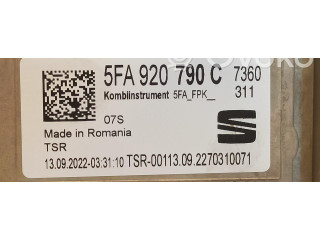 5FA 920 790 C 7360
Kombiinstrument 5FA_FPK__ 311
07S
Made in Romania
TSR
13.09.2022-03:31:10 TSR-00113.09.2270310071